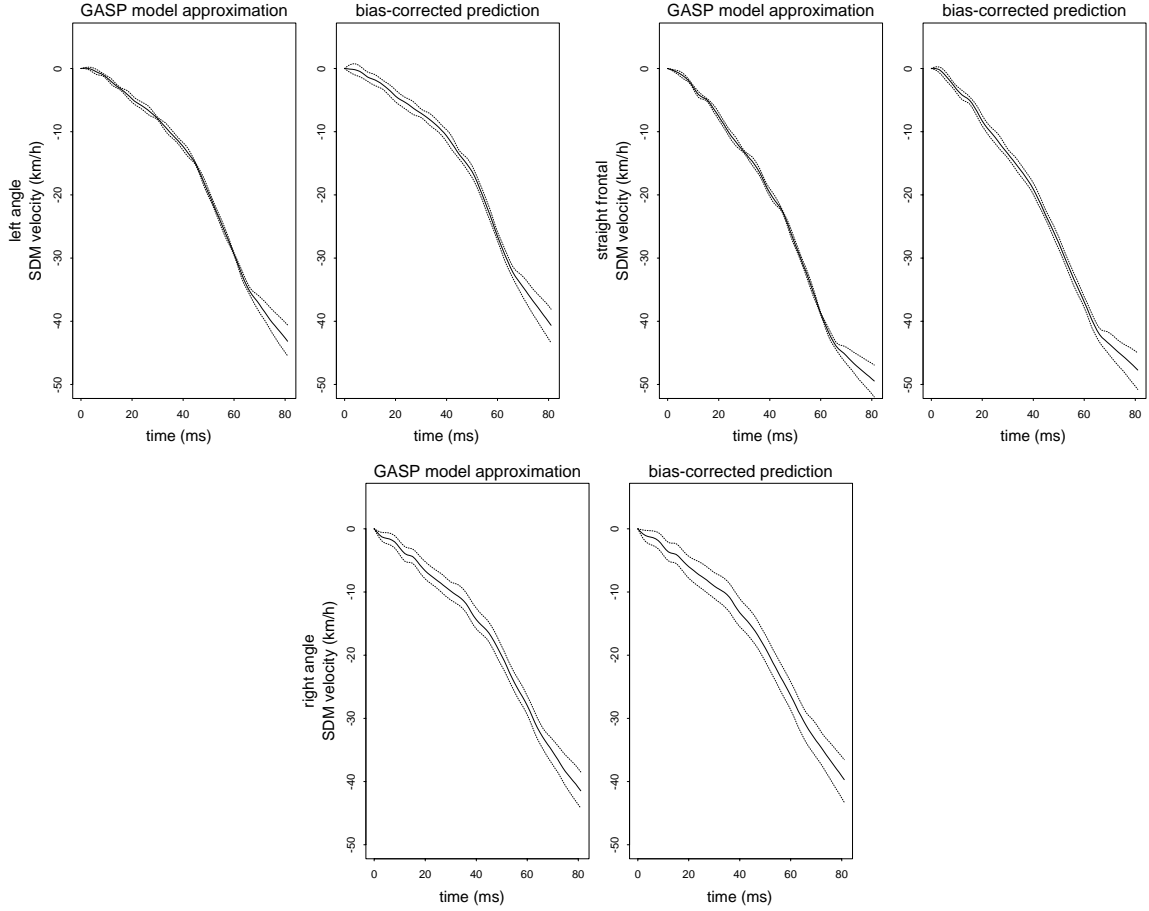 GASP model approximation
bias-corrected prediction
GASP model approximation
bias-corrected prediction
left angle
SDM velocity (km/h)
0
-10
-20
-30
-40
-50
0 20 40 60 80
time (ms)
0
-10
-20
-30
-40
-50
0 20 40 60 80
time (ms)
straight frontal
SDM velocity (km/h)
0
-10
-20
-30
-40
-50
0 20 40 60 80
time (ms)
0
-10
-20
-30
-40
-50
0 20 40 60 80
time (ms)
GASP model approximation
bias-corrected prediction
right angle
SDM velocity (km/h)
0
-10
-20
-30
-40
-50
0 20 40 60 80
time (ms)
0
-10
-20
-30
-40
-50
0 20 40 60 80
time (ms)